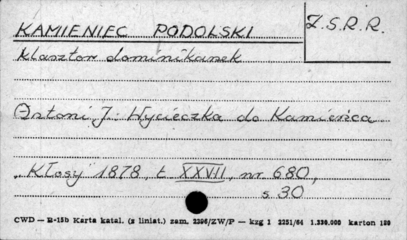 KAMIENIEC PODOLSKI
Z.S.R.R.
klasztor dominikanek
Antoni J.: Wycieczka do Kamieńca
"Kłosy" 1878, t. XXVII, nr 680,
s. 30
CWD — B-15b Karta katal. (z liniat.) zam. 2396/ZW/P — kzg 1 2251/64 1.330.000 karton 180